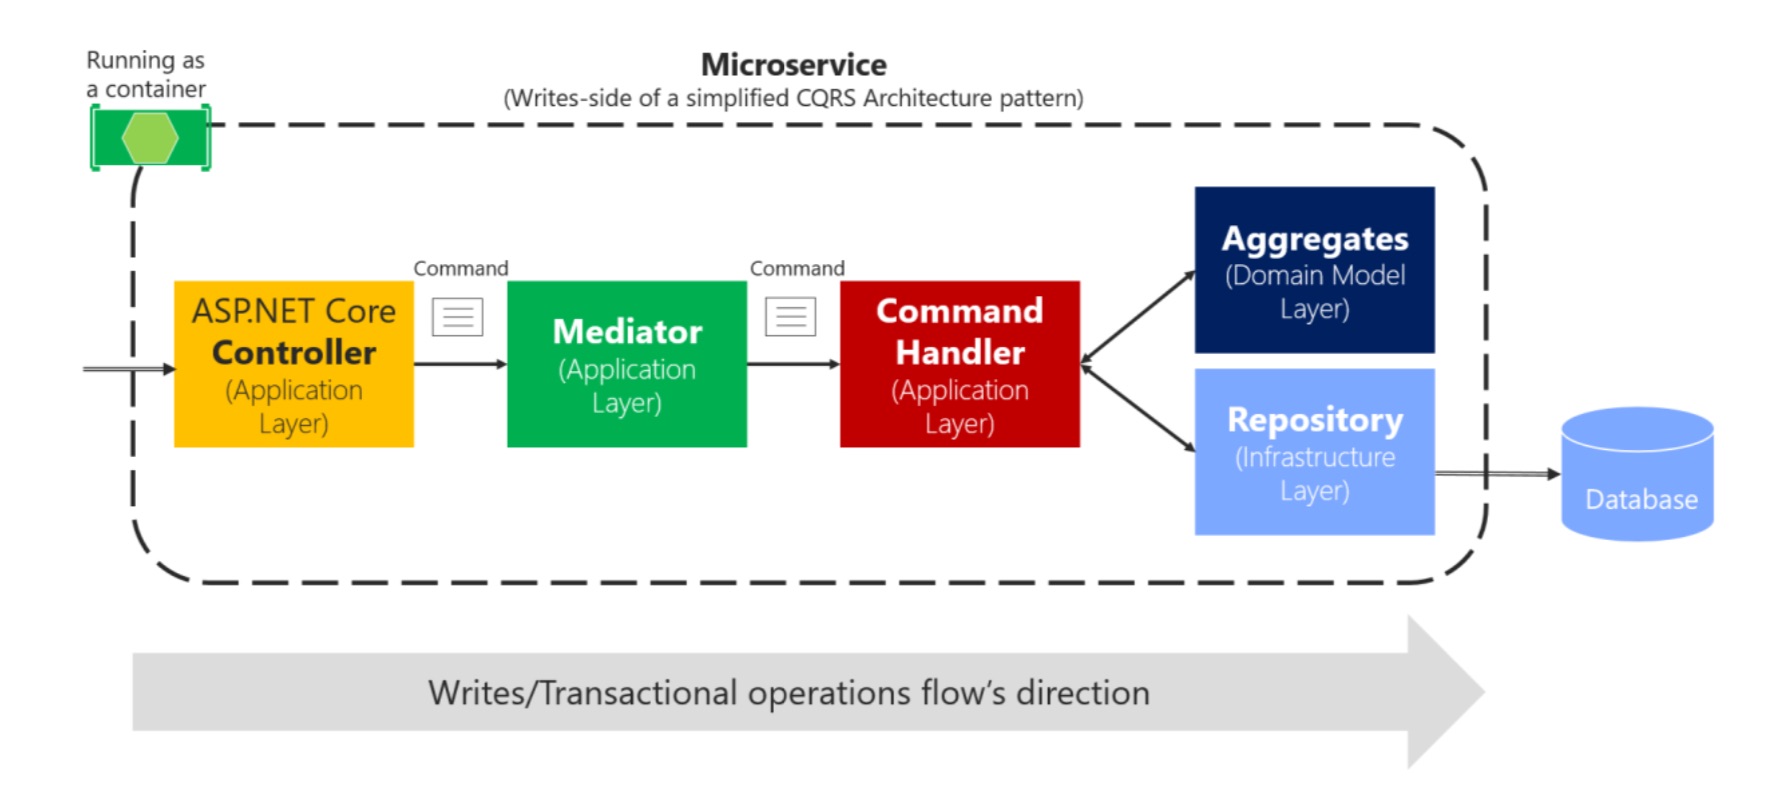 Running as
a container
Microservice
(Writes-side of a simplified CQRS Architecture pattern)
Command
Command
ASP.NET Core
Controller
(Application
Layer)
Mediator
(Application
Layer)
Command
Handler
(Application
Layer)
Aggregates
(Domain Model
Layer)
Repository
(Infrastructure
Layer)
Database
Writes/Transactional operations flow’s direction